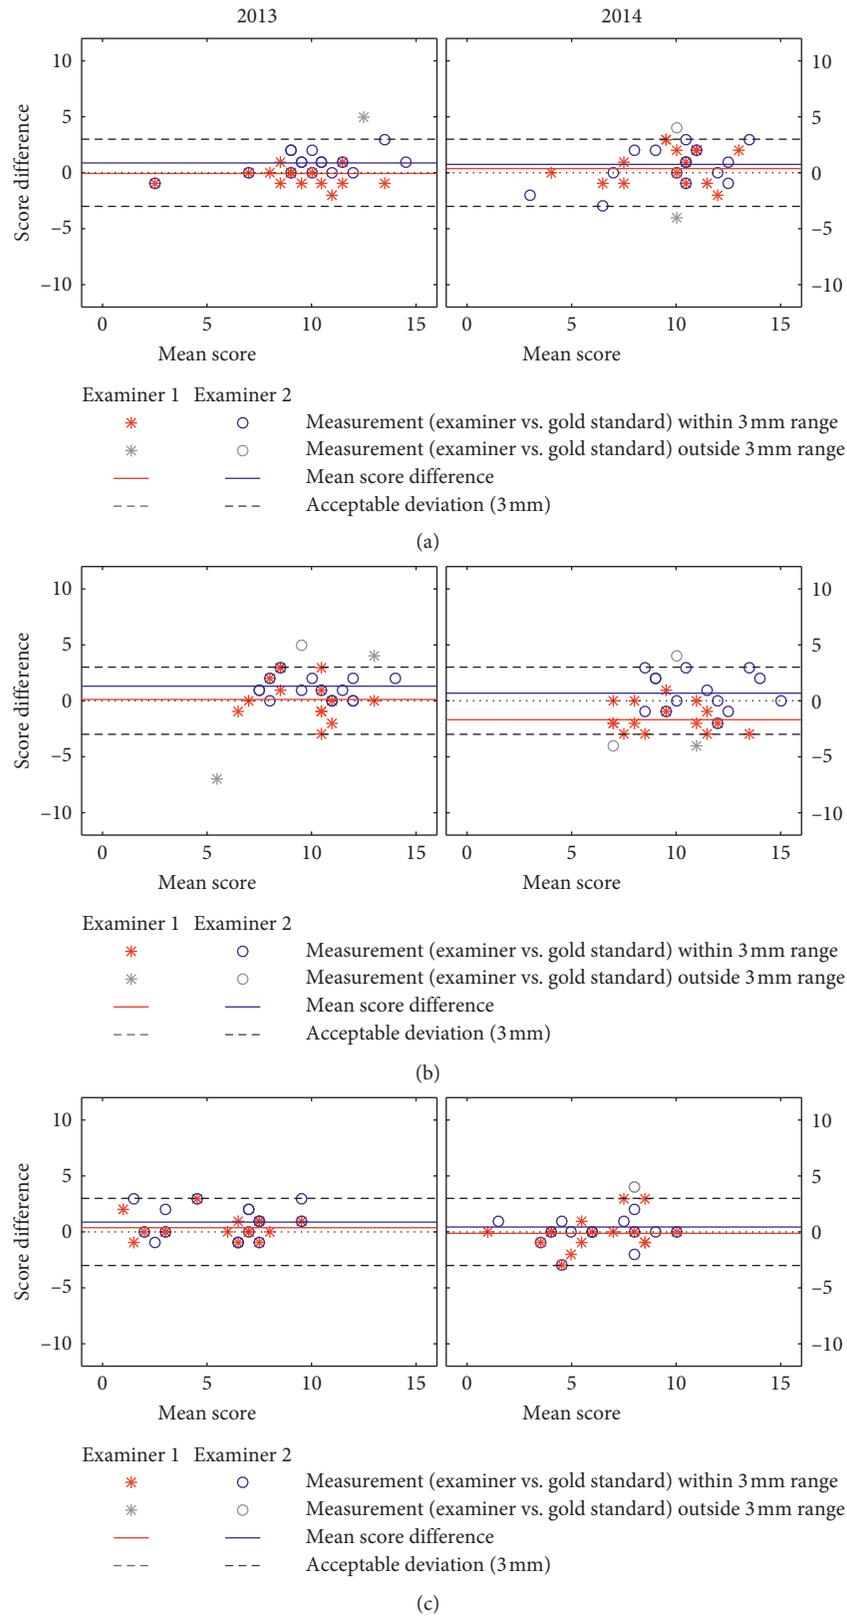 2013 2014
10 10
5 5
0 0
−5 −5
−10 −10
Score difference
0 5 10 15 0 5 10 15
Mean score Mean score
Examiner 1 Examiner 2
Measurement (examiner vs. gold standard) within 3 mm range
Measurement (examiner vs. gold standard) outside 3 mm range
Mean score difference
Acceptable deviation (3 mm)
(a)
10 10
5 5
0 0
−5 −5
−10 −10
Score difference
0 5 10 15 0 5 10 15
Mean score Mean score
Examiner 1 Examiner 2
Measurement (examiner vs. gold standard) within 3 mm range
Measurement (examiner vs. gold standard) outside 3 mm range
Mean score difference
Acceptable deviation (3 mm)
(b)
10 10
5 5
0 0
−5 −5
−10 −10
Score difference
0 5 10 15 0 5 10 15
Mean score Mean score
Examiner 1 Examiner 2
Measurement (examiner vs. gold standard) within 3 mm range
Measurement (examiner vs. gold standard) outside 3 mm range
Mean score difference
Acceptable deviation (3 mm)
(c)